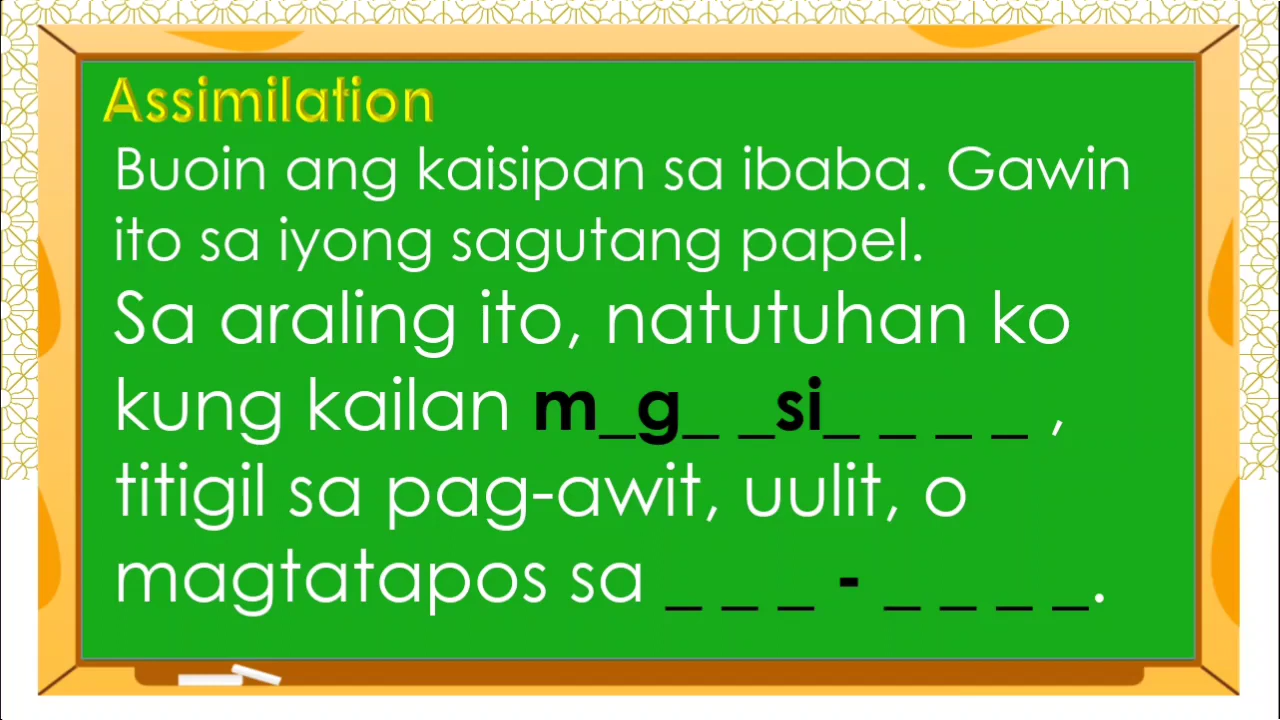 Assimilation
Buoin ang kaisipan sa ibaba. Gawin
ito sa iyong sagutang papel.
Sa araling ito, natutuhan ko
kung kailan m_g_ _si_ _ _ _ ,
titigil sa pag-awit, uulit, o
magtatapos sa _ _ _ - _ _ _ _.